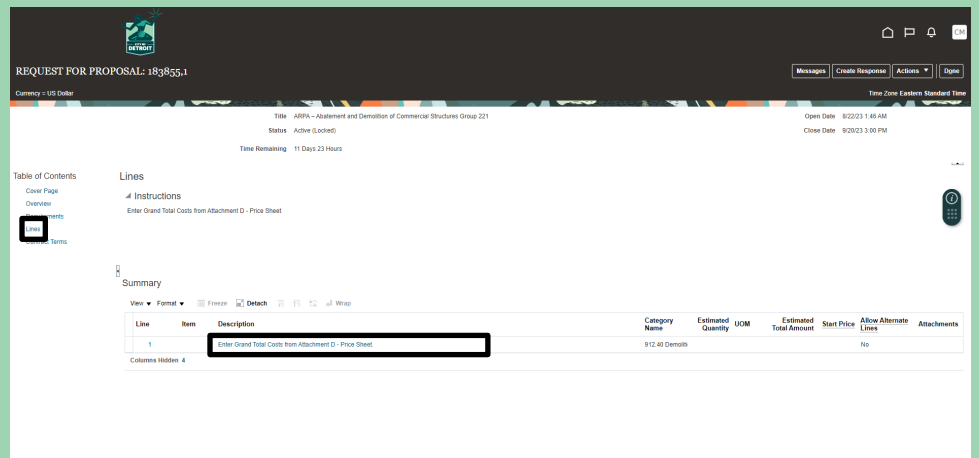 CITY OF
DETROIT
CM
REQUEST FOR PROPOSAL: 183855,1
Messages Create Response Actions Done
Currency = US Dollar
Time Zone Eastern Standard Time
Title ARPA – Abatement and Demolition of Commercial Structures Group 221
Open Date 8/22/23 1:46 AM
Status Active (Locked)
Close Date 9/20/23 3:00 PM
Time Remaining 11 Days 23 Hours
Table of Contents
Cover Page
Overview
Requirements
Lines
Contract Terms
Lines
Instructions
Enter Grand Total Costs from Attachment D - Price Sheet
Summary
View Format Freeze Detach Wrap
Line Item Description Category Name Estimated Quantity UOM Estimated Total Amount Start Price Allow Alternate Lines Attachments
1 Enter Grand Total Costs from Attachment D - Price Sheet 912.40 Demoliti No
Columns Hidden 4